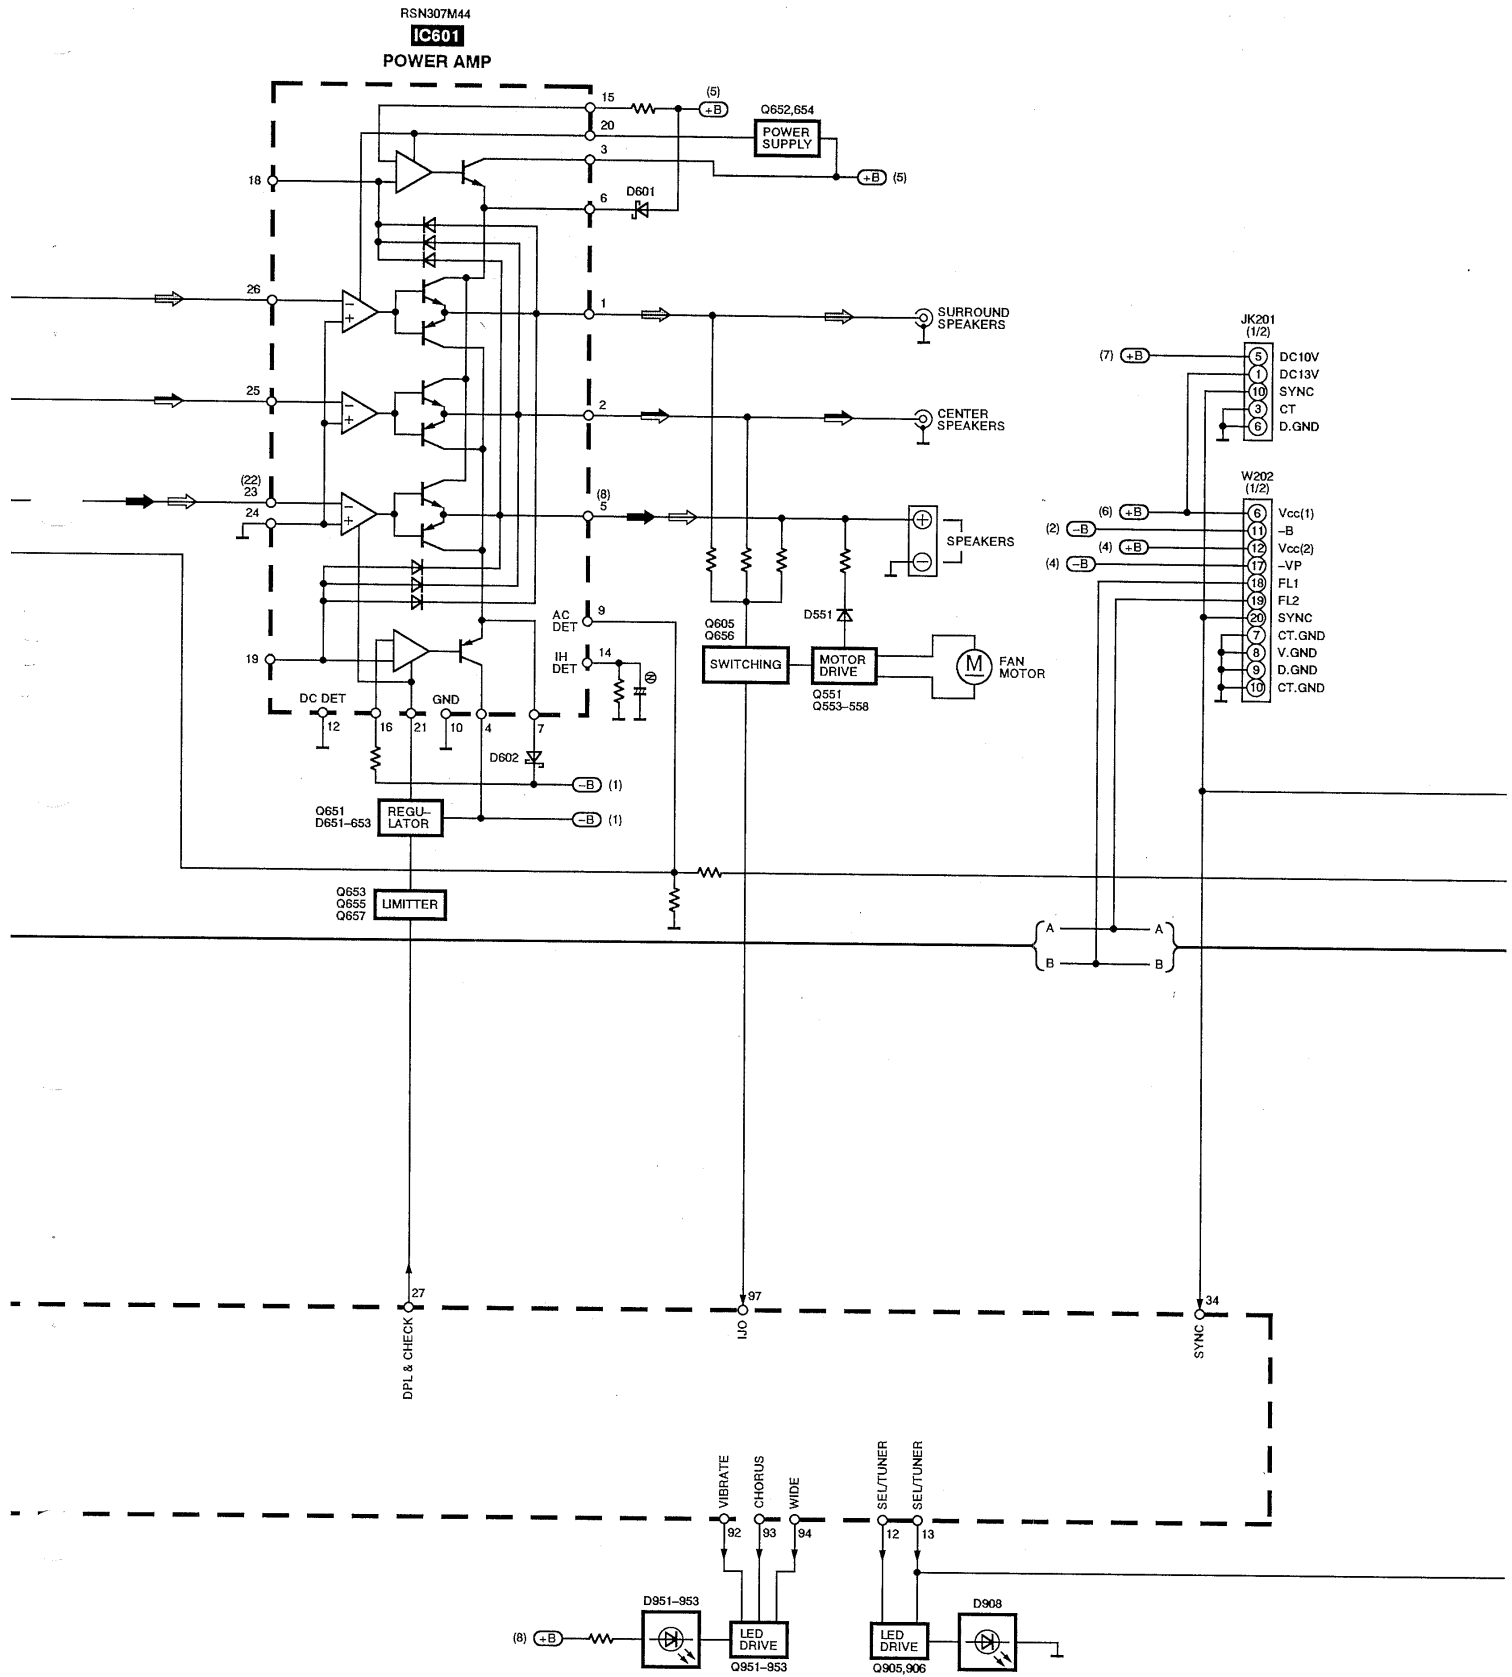 RSN307M44
IC601
POWER AMP
15
(5)
+B
20
Q652,654
POWER
SUPPLY
3
+B (5)
18
6
D601
26
1
SURROUND
SPEAKERS
JK201
(1/2)
(7) +B
5 DC10V
1 DC13V
10 SYNC
3 CT
6 D.GND
25
2
CENTER
SPEAKERS
W202
(1/2)
(22)
23
24
(8)
5
+
−
SPEAKERS
(6) +B
6 Vcc(1)
(2) −B
11 −B
(4) +B
12 Vcc(2)
(4) −B
17 −VP
18 FL1
19 FL2
20 SYNC
7 CT.GND
8 V.GND
9 D.GND
10 CT.GND
AC
DET
9
D551
Q605
Q656
SWITCHING
MOTOR
DRIVE
Q551
Q553−558
M
FAN
MOTOR
19
IH
DET
14
N
DC DET
12
16
21
GND
10
4
7
D602
−B (1)
Q651
D651−653
REGU−
LATOR
−B (1)
Q653
Q655
Q657
LIMITTER
A
A
B
B
27
DPL & CHECK
97
IJO
34
SYNC
VIBRATE
CHORUS
WIDE
SEL/TUNER
SEL/TUNER
92
93
94
12
13
D951−953
(8) +B
LED
DRIVE
Q951−953
LED
DRIVE
Q905,906
D908